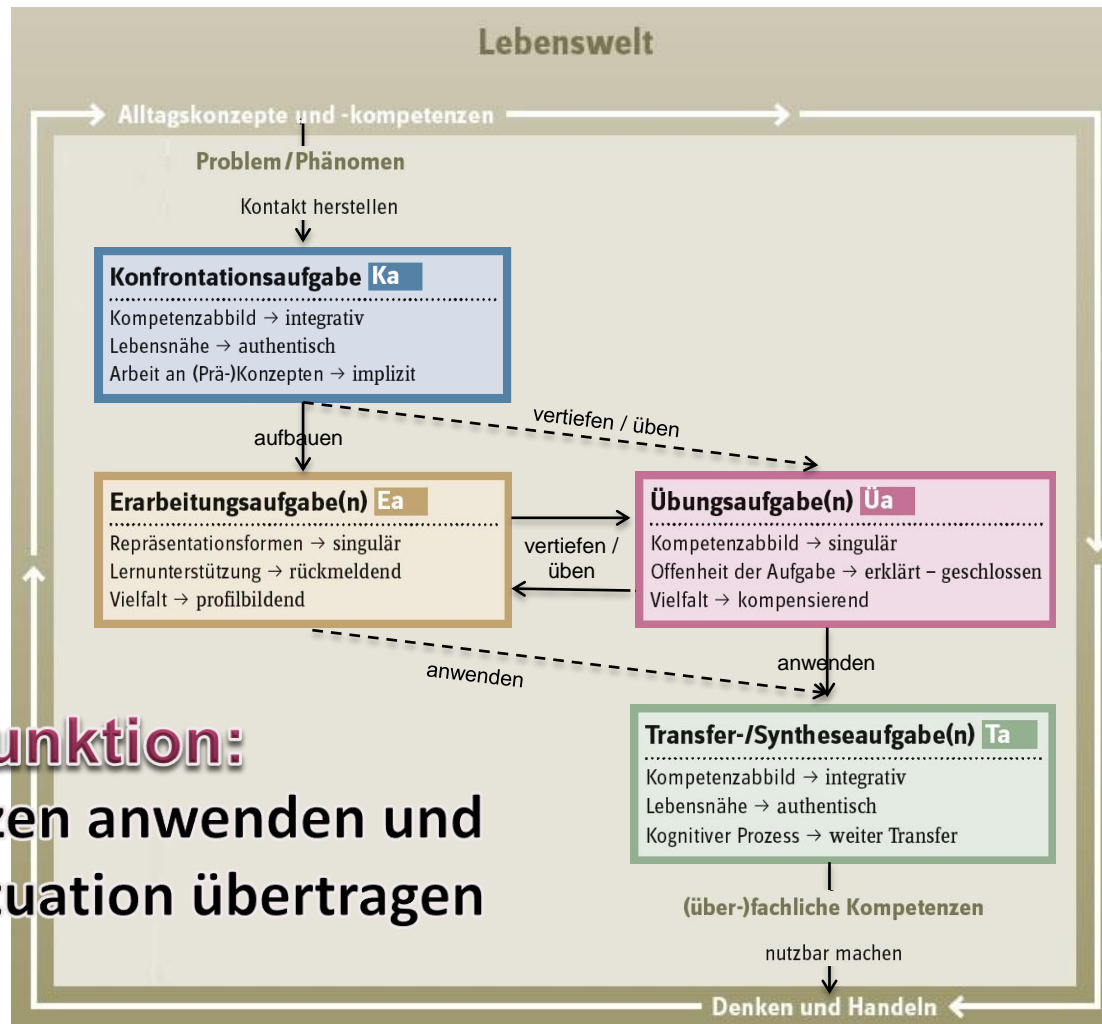 Lebenswelt
Alltagskonzepte und -kompetenzen
Problem/Phänomen
Kontakt herstellen
Konfrontationsaufgabe Ka
Kompetenzabbild → integrativ
Lebensnähe → authentisch
Arbeit an (Prä-)Konzepten → implizit
aufbauen
vertiefen / üben
Erarbeitungsaufgabe(n) Ea
Repräsentationsformen → singulär
Lernunterstützung → rückmeldend
Vielfalt → profilbildend
vertiefen /
üben
Übungsaufgabe(n) Üa
Kompetenzabbild → singulär
Offenheit der Aufgabe → erklärt – geschlossen
Vielfalt → kompensierend
anwenden
anwenden
unktion:
zen anwenden und
tuation übertragen
Transfer-/Syntheseaufgabe(n) Ta
Kompetenzabbild → integrativ
Lebensnähe → authentisch
Kognitiver Prozess → weiter Transfer
(über-)fachliche Kompetenzen
nutzbar machen
Denken und Handeln